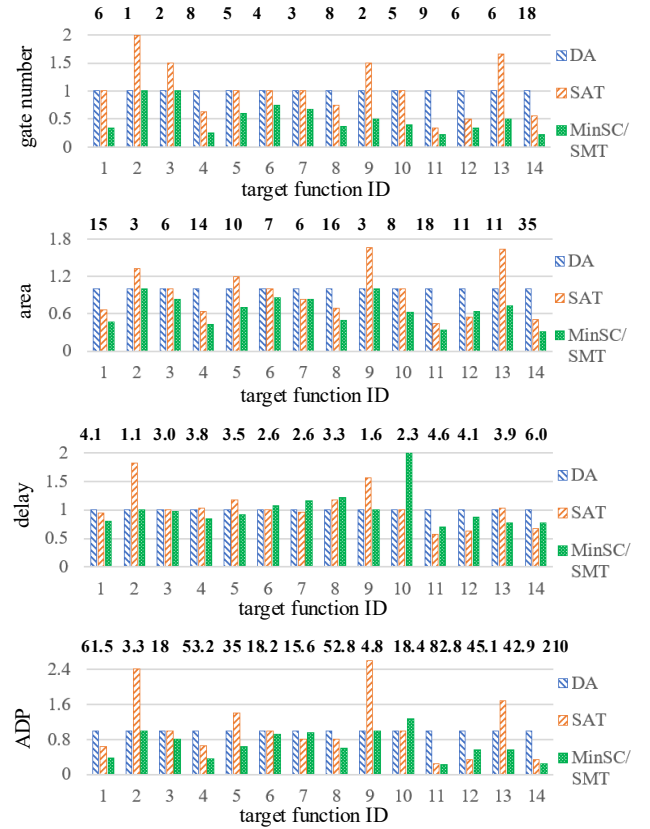 6 1 2 8 5 4 3 8 2 5 9 6 6 18
2
1.5
1
0.5
0
gate number
1 2 3 4 5 6 7 8 9 10 11 12 13 14
target function ID
DA
SAT
MinSC/
SMT
15 3 6 14 10 7 6 16 3 8 18 11 11 35
1.8
1.2
0.6
0
area
1 2 3 4 5 6 7 8 9 10 11 12 13 14
target function ID
DA
SAT
MinSC/
SMT
4.1 1.1 3.0 3.8 3.5 2.6 2.6 3.3 1.6 2.3 4.6 4.1 3.9 6.0
2
1.5
1
0.5
0
delay
1 2 3 4 5 6 7 8 9 10 11 12 13 14
target function ID
DA
SAT
MinSC/
SMT
61.5 3.3 18 53.2 35 18.2 15.6 52.8 4.8 18.4 82.8 45.1 42.9 210
2.4
1.6
0.8
0
ADP
1 2 3 4 5 6 7 8 9 10 11 12 13 14
target function ID
DA
SAT
MinSC/
SMT